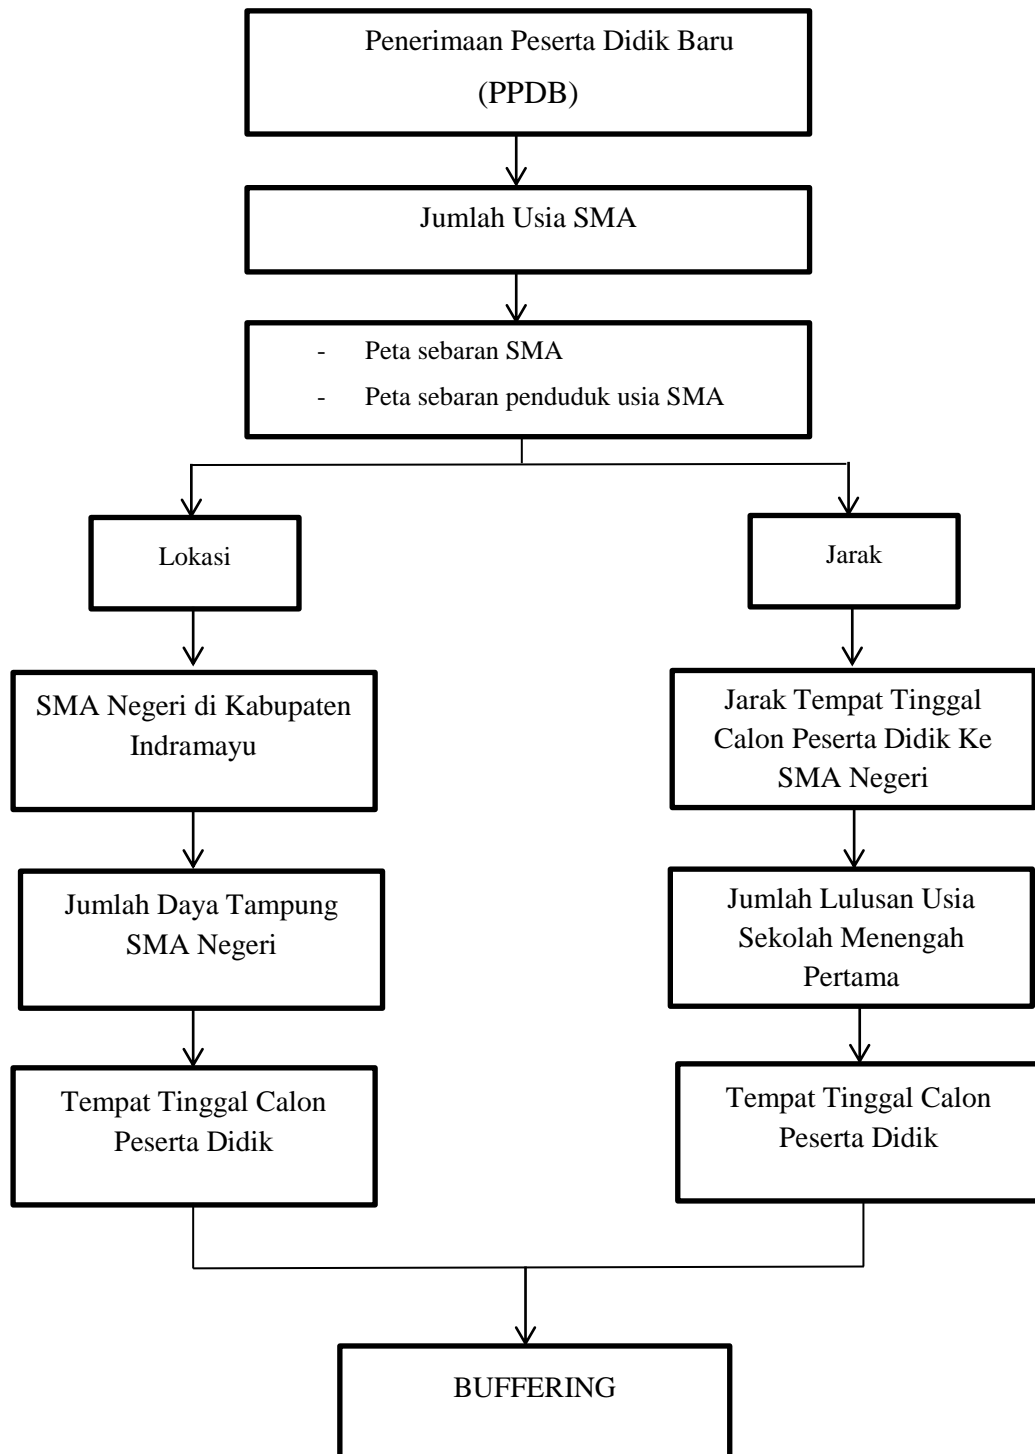 Penerimaan Peserta Didik Baru
(PPDB)
Jumlah Usia SMA
- Peta sebaran SMA
- Peta sebaran penduduk usia SMA
Lokasi
Jarak
SMA Negeri di Kabupaten
Indramayu
Jarak Tempat Tinggal
Calon Peserta Didik Ke
SMA Negeri
Jumlah Daya Tampung
SMA Negeri
Jumlah Lulusan Usia
Sekolah Menengah
Pertama
Tempat Tinggal Calon
Peserta Didik
Tempat Tinggal Calon
Peserta Didik
BUFFERING